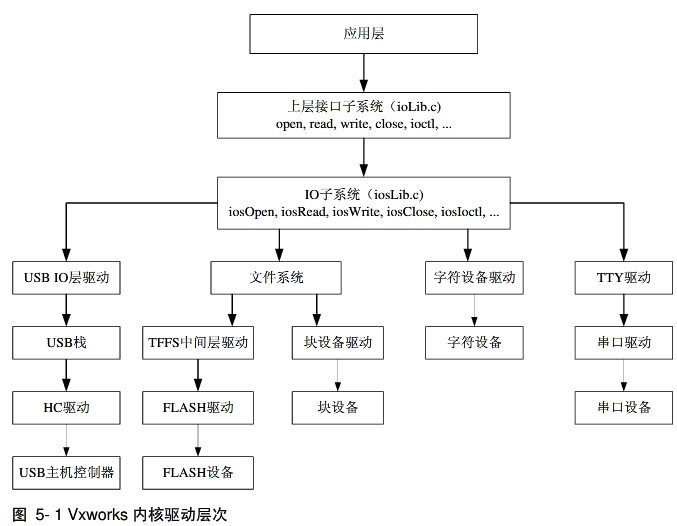 应用层
上层接口子系统（ioLib.c）
open, read, write, close, ioctl, ...
IO子系统（iosLib.c）
iosOpen, iosRead, iosWrite, iosClose, iosIoctl, ...
USB IO层驱动
文件系统
字符设备驱动
TTY驱动
USB栈
TFFS中间层驱动
块设备驱动
字符设备
串口驱动
HC驱动
FLASH驱动
块设备
串口设备
USB主机控制器
FLASH设备
图 5- 1 Vxworks 内核驱动层次